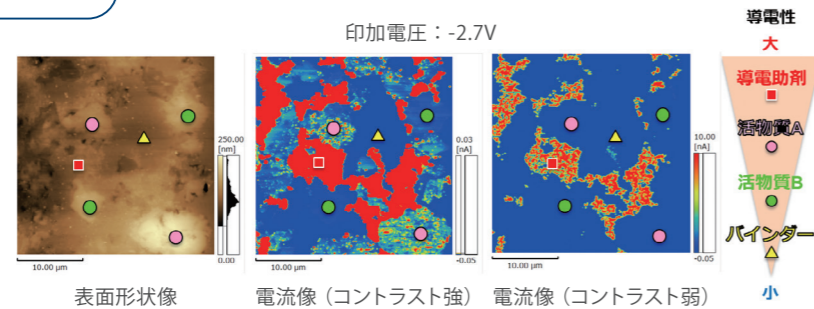 印加電圧：-2.7V
導電性
大
導電助剤
活物質A
活物質B
バインダー
小
250.00
[nm]
0.00
0.03
[nA]
-0.05
10.00
[nA]
-0.05
10.00 µm
10.00 µm
10.00 µm
表面形状像
電流像（コントラスト強）
電流像（コントラスト弱）